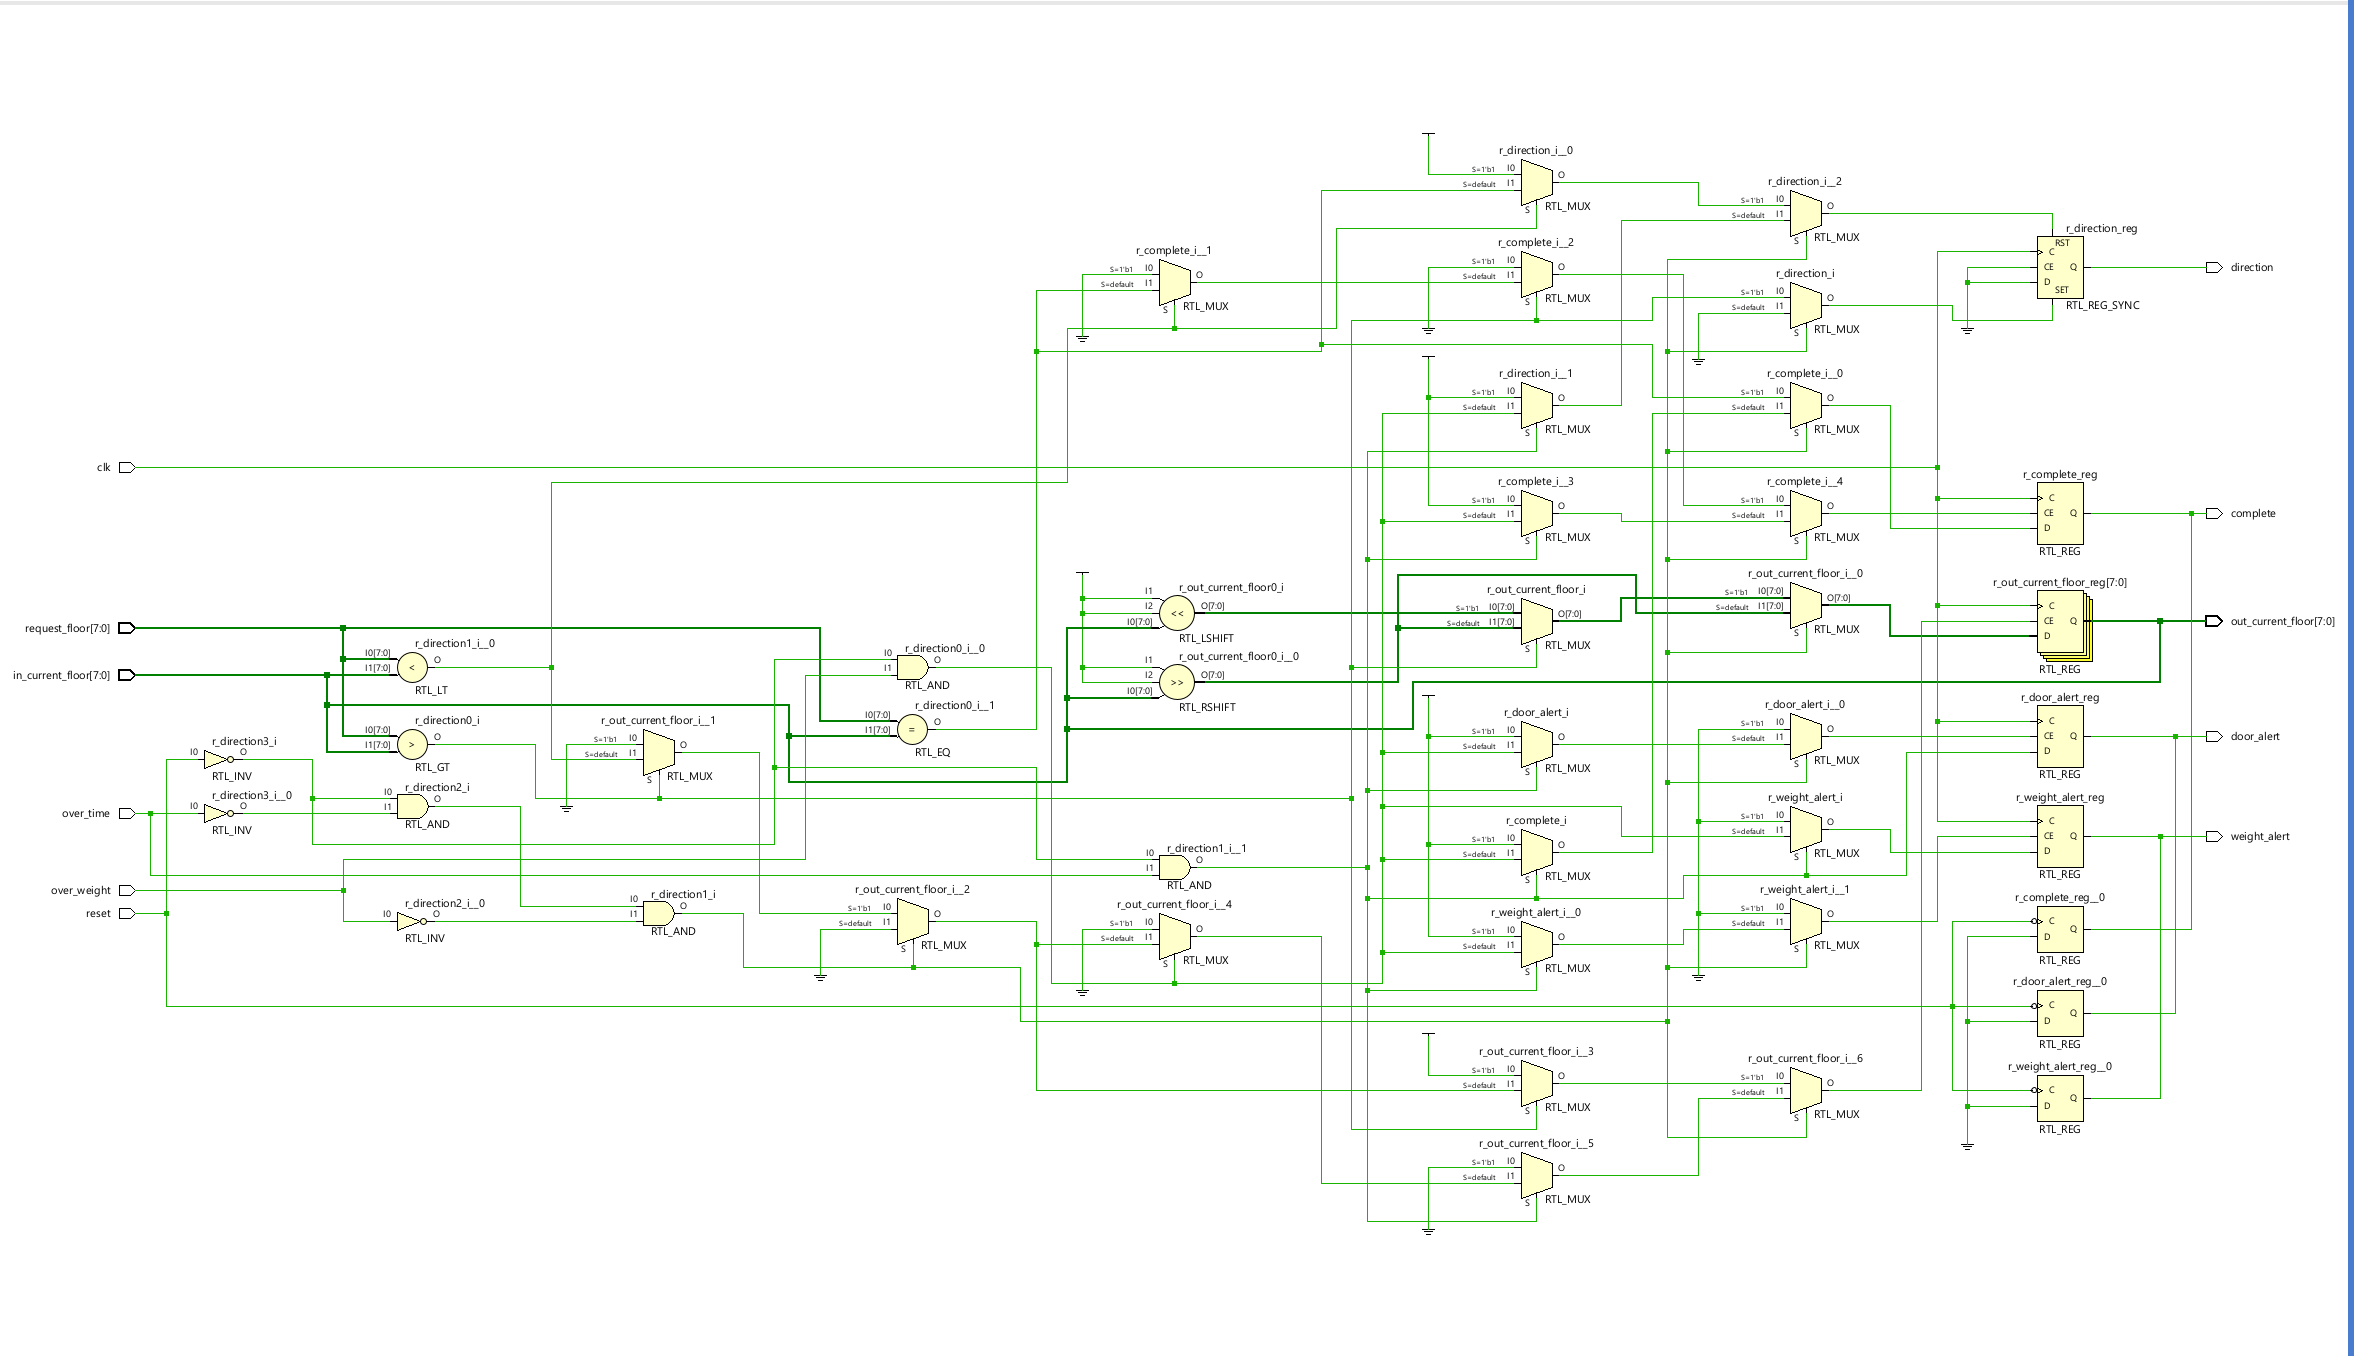 r_direction_i__0
S=1'b1 I0 O
S=default I1
S RTL_MUX
r_direction_i__2
S=1'b1 I0 O
S=default I1
S RTL_MUX
r_direction_reg
RST
C
CE Q
D
SET
RTL_REG_SYNC
direction
r_complete_i__1
S=1'b1 I0 O
S=default I1
S RTL_MUX
r_complete_i__2
S=1'b1 I0 O
S=default I1
S RTL_MUX
r_direction_i
S=1'b1 I0 O
S=default I1
S RTL_MUX
r_direction_i__1
S=1'b1 I0 O
S=default I1
S RTL_MUX
r_complete_i__0
S=1'b1 I0 O
S=default I1
S RTL_MUX
clk
r_complete_i__3
S=1'b1 I0 O
S=default I1
S RTL_MUX
r_complete_i__4
S=1'b1 I0 O
S=default I1
S RTL_MUX
r_complete_reg
C
CE Q
D
RTL_REG
complete
request_floor[7:0]
in_current_floor[7:0]
r_direction1_i__0
I0[7:0] O
I1[7:0] <
RTL_LT
r_direction0_i
I0[7:0] O
I1[7:0] >
RTL_GT
r_out_current_floor_i__1
S=1'b1 I0 O
S=default I1
S RTL_MUX
r_direction0_i__0
I0 O
I1
RTL_AND
r_direction0_i__1
I0[7:0] O
I1[7:0] =
RTL_EQ
r_out_current_floor0_i
I1
I2 << O[7:0]
I0[7:0]
RTL_LSHIFT
r_out_current_floor0_i__0
I1
I2 >> O[7:0]
I0[7:0]
RTL_RSHIFT
r_out_current_floor_i
S=1'b1 I0[7:0] O[7:0]
S=default I1[7:0]
S RTL_MUX
r_out_current_floor_i__0
S=1'b1 I0[7:0] O[7:0]
S=default I1[7:0]
S RTL_MUX
r_out_current_floor_reg[7:0]
C
CE Q
D
RTL_REG
out_current_floor[7:0]
r_door_alert_i
S=1'b1 I0 O
S=default I1
S RTL_MUX
r_door_alert_i__0
S=1'b1 I0 O
S=default I1
S RTL_MUX
r_door_alert_reg
C
CE Q
D
RTL_REG
door_alert
r_direction3_i
I0 O
RTL_INV
r_direction3_i__0
I0 O
RTL_INV
over_time
r_direction2_i
I0 O
I1
RTL_AND
r_complete_i
S=1'b1 I0 O
S=default I1
S RTL_MUX
r_weight_alert_i
S=1'b1 I0 O
S=default I1
S RTL_MUX
r_weight_alert_reg
C
CE Q
D
RTL_REG
weight_alert
over_weight
reset
r_direction2_i__0
I0 O
RTL_INV
r_direction1_i
I0 O
I1
RTL_AND
r_out_current_floor_i__2
S=1'b1 I0 O
S=default I1
S RTL_MUX
r_direction1_i__1
I0 O
I1
RTL_AND
r_out_current_floor_i__4
S=1'b1 I0 O
S=default I1
S RTL_MUX
r_weight_alert_i__0
S=1'b1 I0 O
S=default I1
S RTL_MUX
r_weight_alert_i__1
S=1'b1 I0 O
S=default I1
S RTL_MUX
r_complete_reg__0
C
D Q
RTL_REG
r_door_alert_reg__0
C
D Q
RTL_REG
r_out_current_floor_i__3
S=1'b1 I0 O
S=default I1
S RTL_MUX
r_out_current_floor_i__6
S=1'b1 I0 O
S=default I1
S RTL_MUX
r_weight_alert_reg__0
C
D Q
RTL_REG
r_out_current_floor_i__5
S=1'b1 I0 O
S=default I1
S RTL_MUX